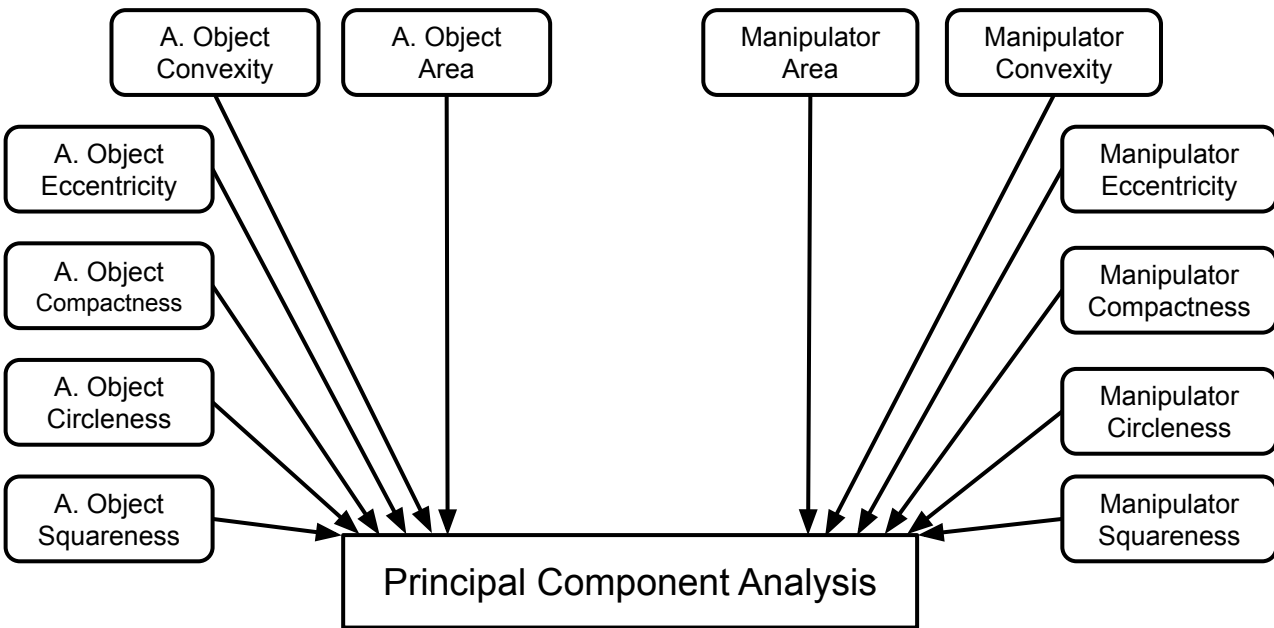 A. Object
Convexity
A. Object
Area
Manipulator
Area
Manipulator
Convexity
A. Object
Eccentricity
Manipulator
Eccentricity
A. Object
Compactness
Manipulator
Compactness
A. Object
Circleness
Manipulator
Circleness
A. Object
Squareness
Manipulator
Squareness
Principal Component Analysis